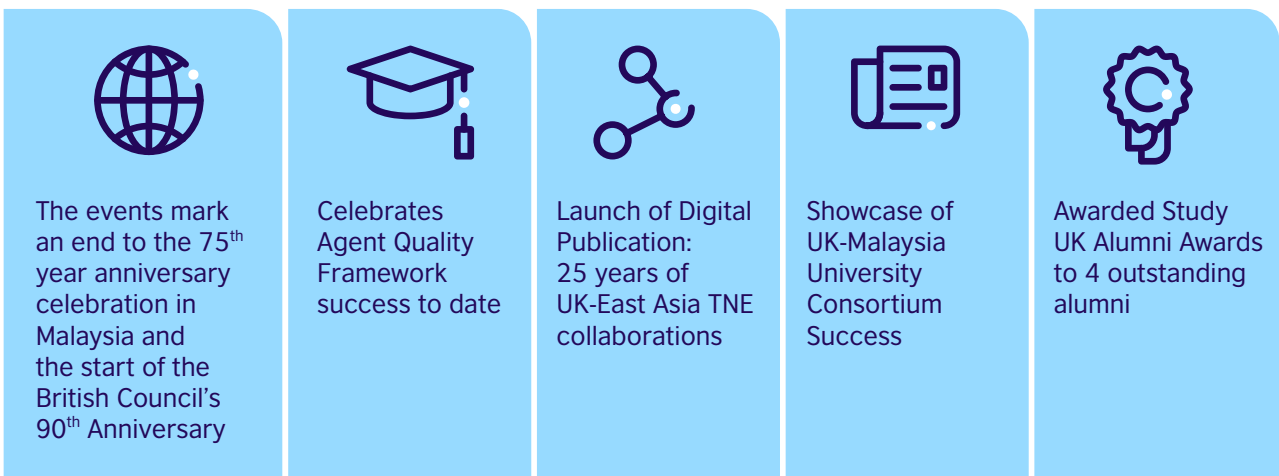 The events mark
an end to the 75th
year anniversary
celebration in
Malaysia and
the start of the
British Council’s
90th Anniversary
Celebrates
Agent Quality
Framework
success to date
Launch of Digital
Publication:
25 years of
UK-East Asia TNE
collaborations
Showcase of
UK-Malaysia
University
Consortium
Success
Awarded Study
UK Alumni Awards
to 4 outstanding
alumni